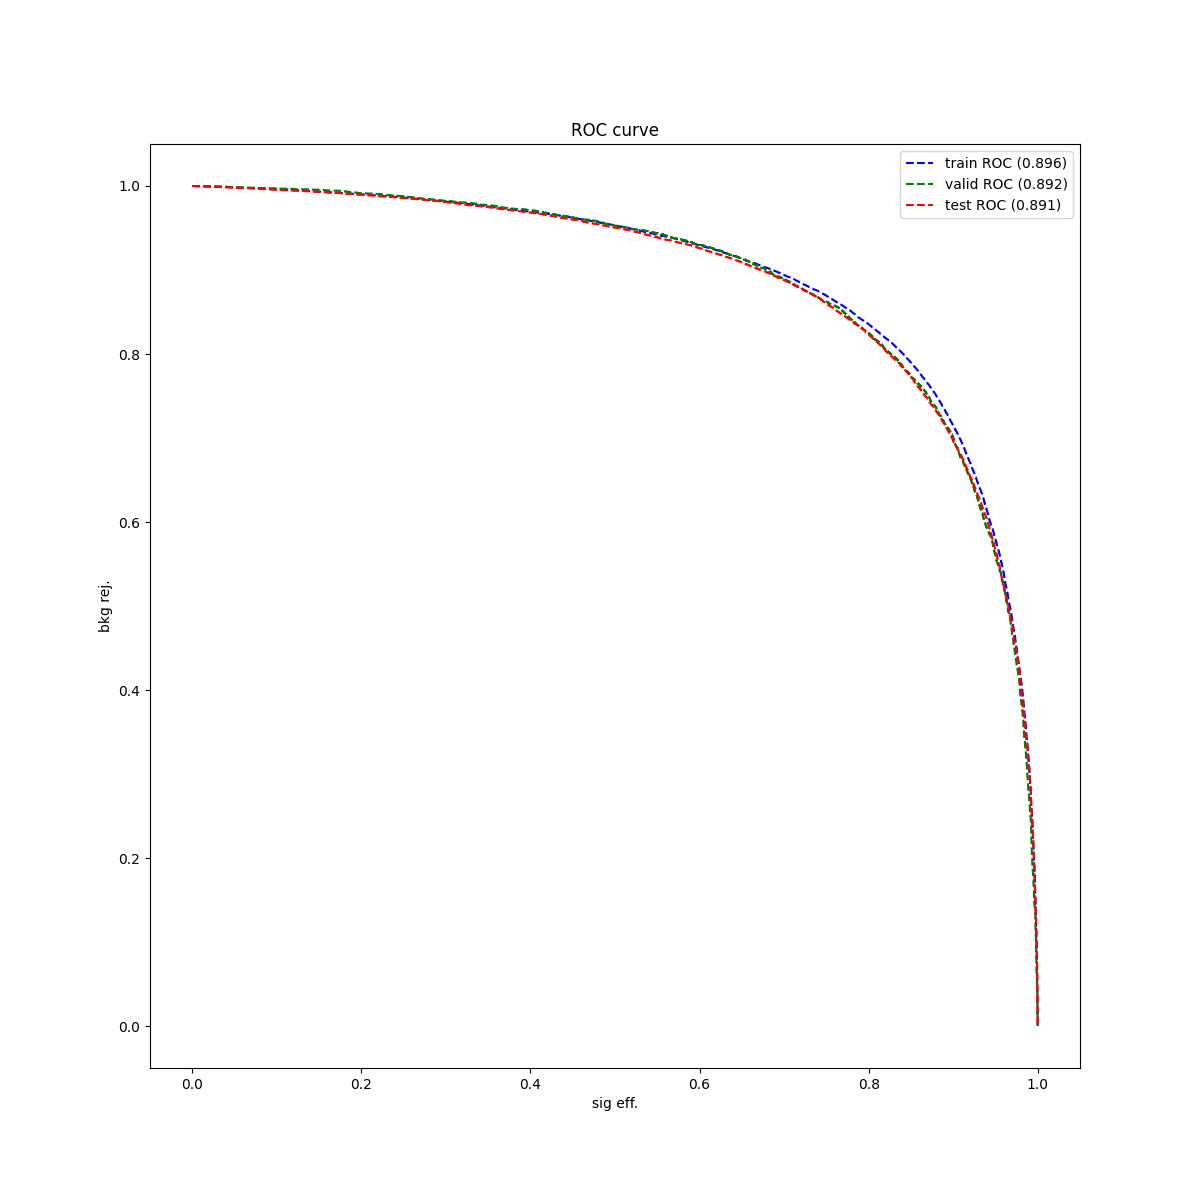 ROC curve
train ROC (0.896)
valid ROC (0.892)
test ROC (0.891)
1.0
0.8
0.6
0.4
0.2
0.0
bkg rej.
0.0 0.2 0.4 0.6 0.8 1.0
sig eff.